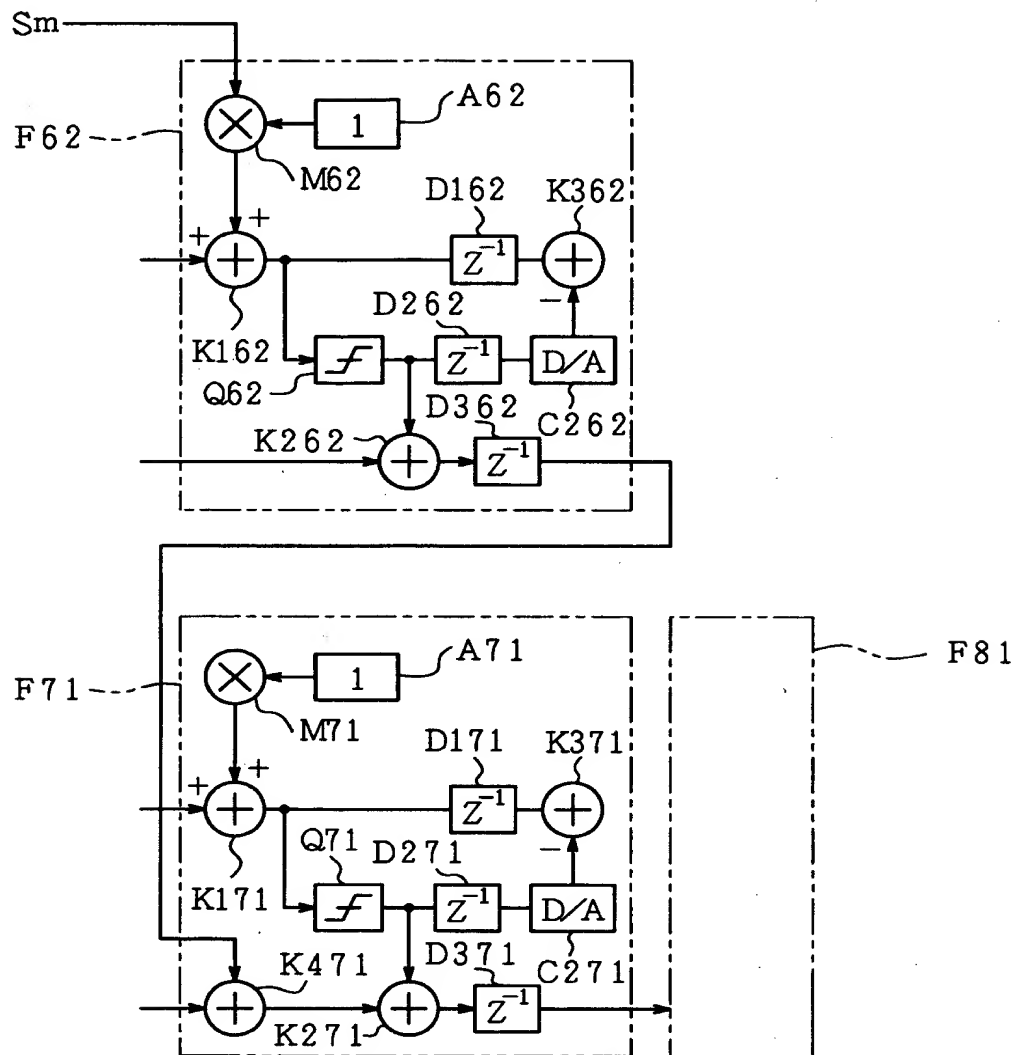 Sm
A62
1
F62
M62
D162
K362
+
+
+
Z⁻¹
+
D262
−
K162
Z⁻¹
D/A
Q62
D362
C262
K262
+
Z⁻¹
A71
1
F81
F71
M71
D171
K371
+
+
+
Z⁻¹
+
Q71
D271
−
K171
Z⁻¹
D/A
D371
K471
C271
+
+
Z⁻¹
K271